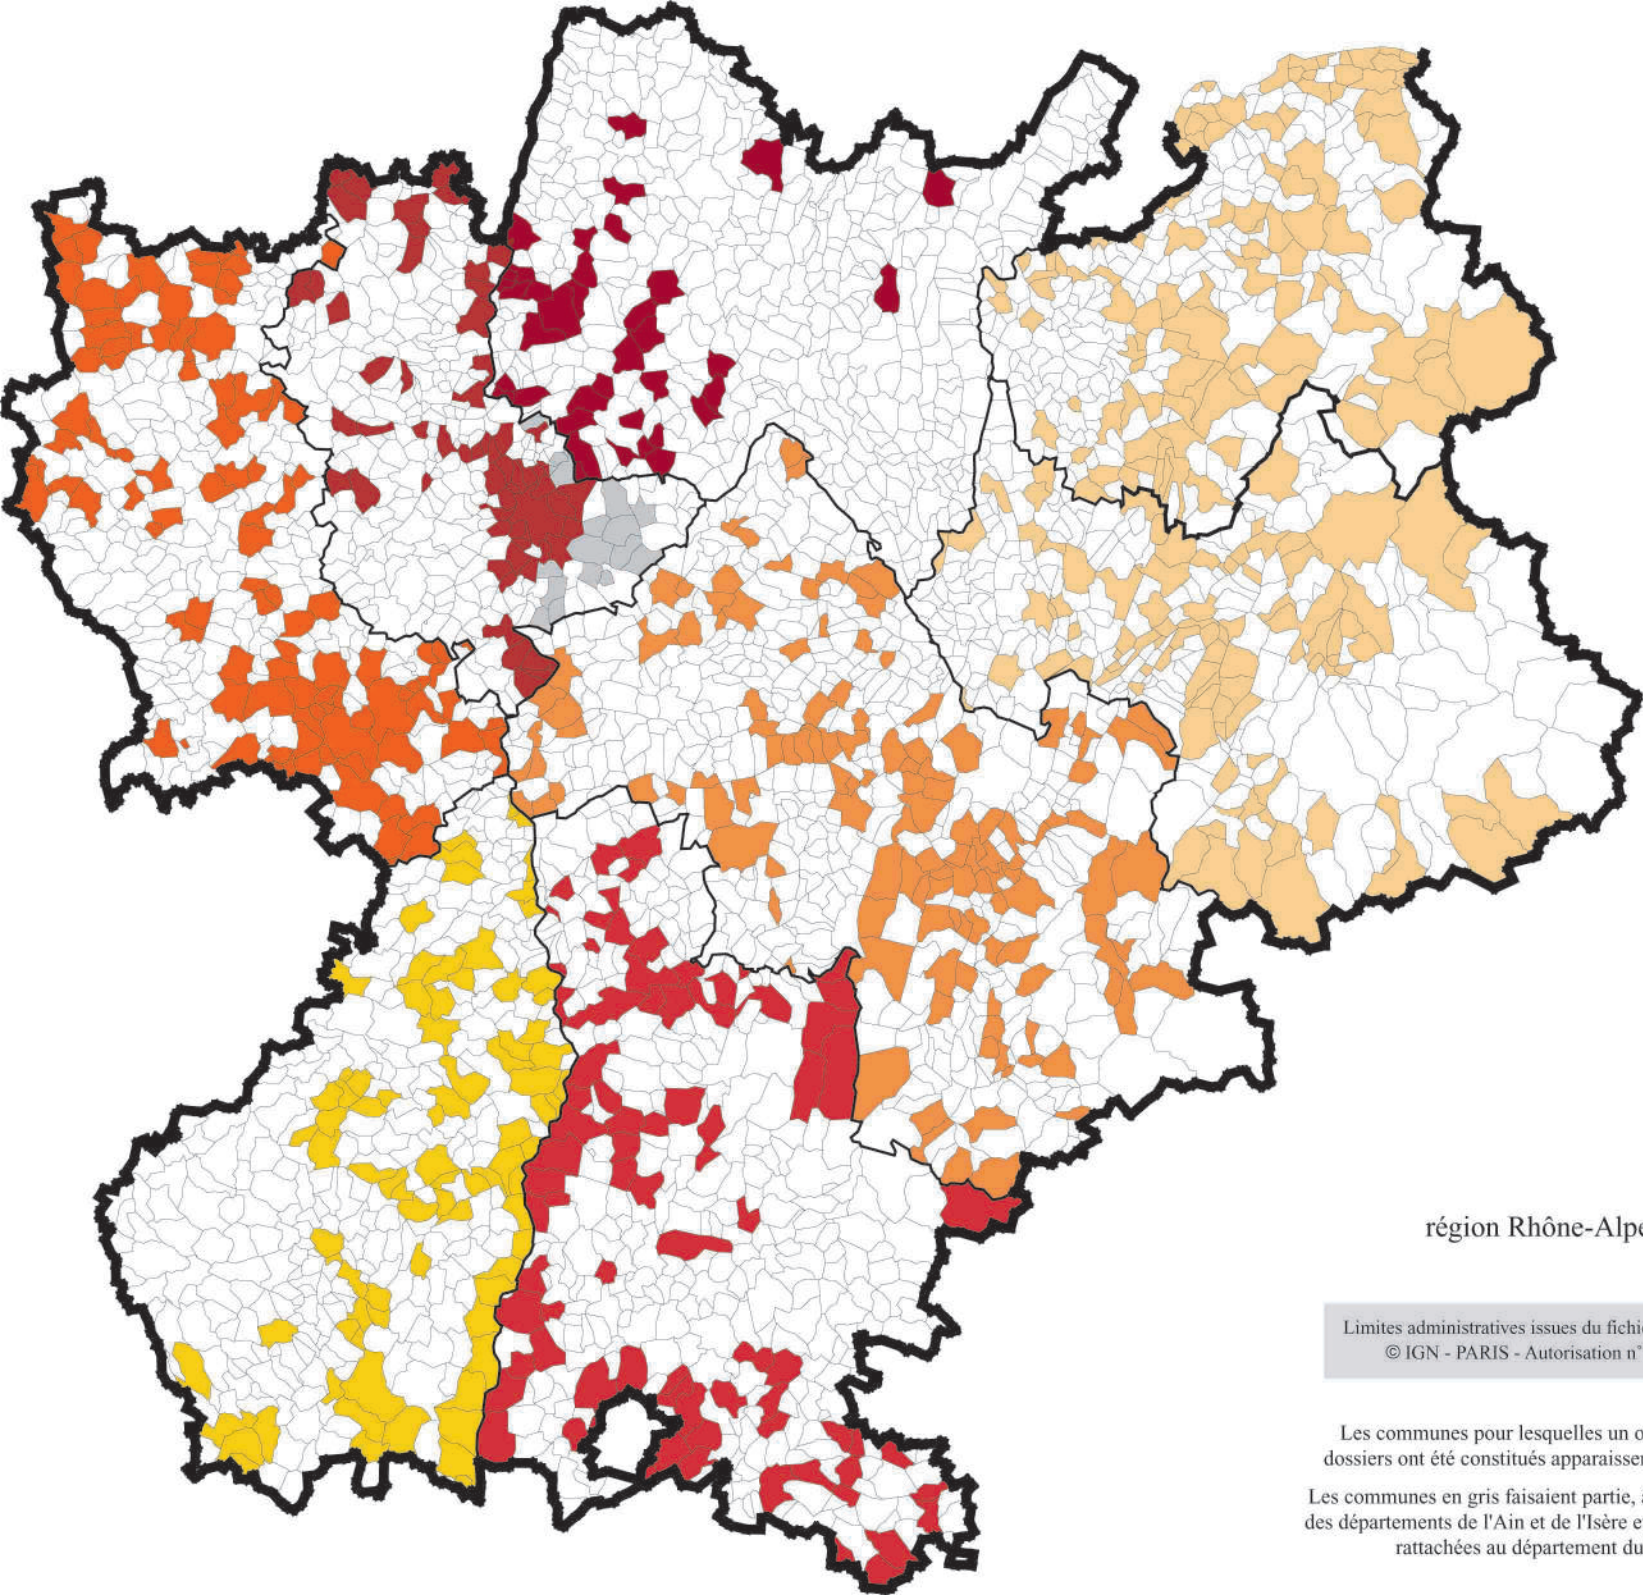 région Rhône-Alpe
Limites administratives issues du fichi
© IGN - PARIS - Autorisation n°
Les communes pour lesquelles un o
dossiers ont été constitués apparaisse
Les communes en gris faisaient partie,
des départements de l'Ain et de l'Isère e
rattachées au département du